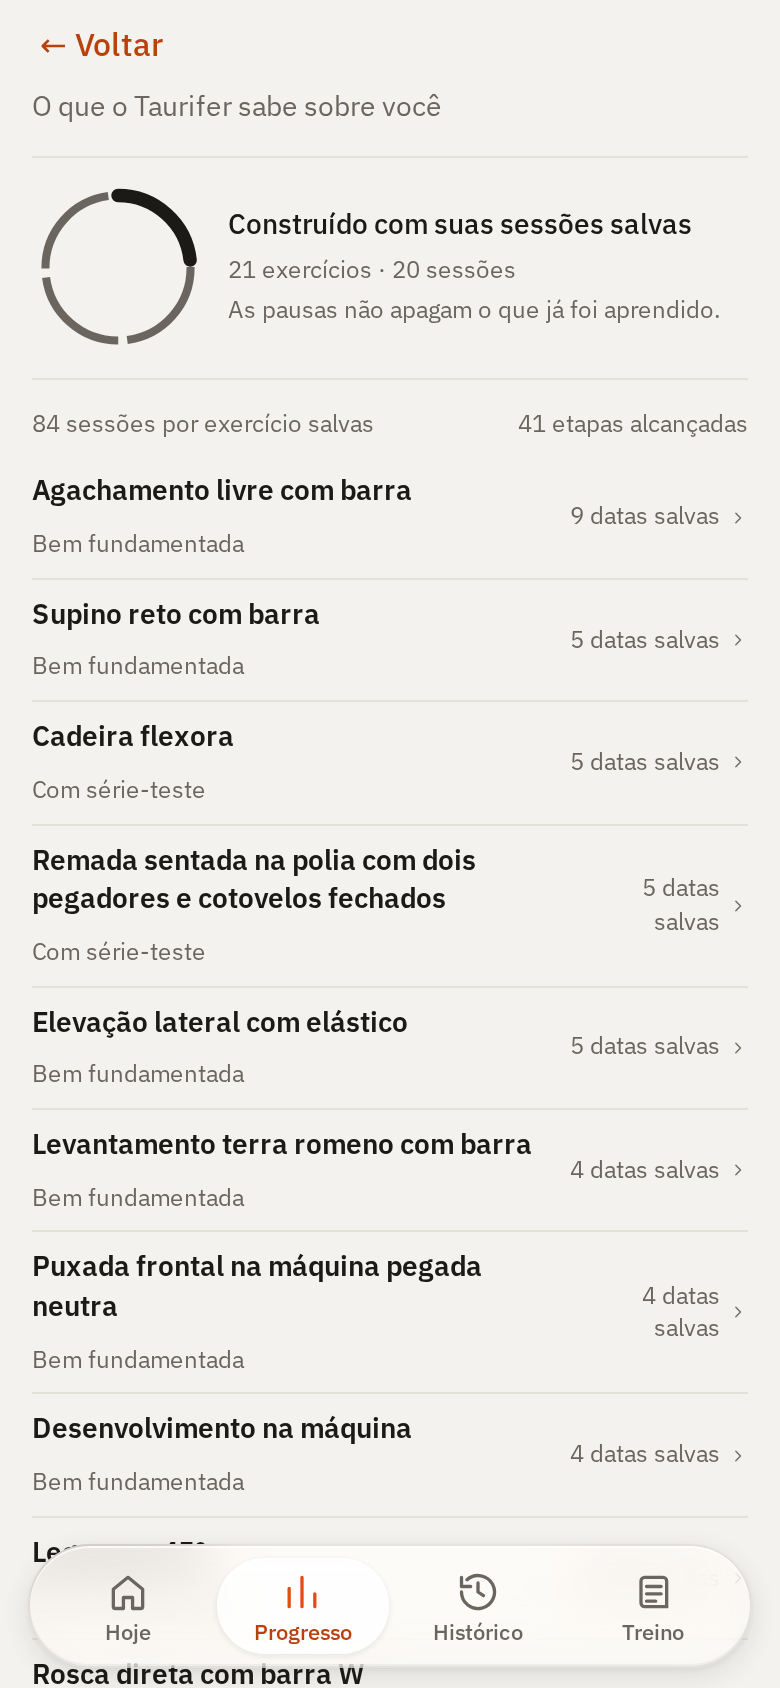 ← Voltar
O que o Taurifer sabe sobre você
Construído com suas sessões salvas
21 exercícios · 20 sessões
As pausas não apagam o que já foi aprendido.
84 sessões por exercício salvas
41 etapas alcançadas
Agachamento livre com barra
9 datas salvas
Bem fundamentada
Supino reto com barra
5 datas salvas
Bem fundamentada
Cadeira flexora
5 datas salvas
Com série-teste
Remada sentada na polia com dois
pegadores e cotovelos fechados
5 datas
salvas
Com série-teste
Elevação lateral com elástico
5 datas salvas
Bem fundamentada
Levantamento terra romeno com barra
4 datas salvas
Bem fundamentada
Puxada frontal na máquina pegada
neutra
4 datas
salvas
Bem fundamentada
Desenvolvimento na máquina
4 datas salvas
Bem fundamentada
Hoje
Progresso
Histórico
Treino
Rosca direta com barra W